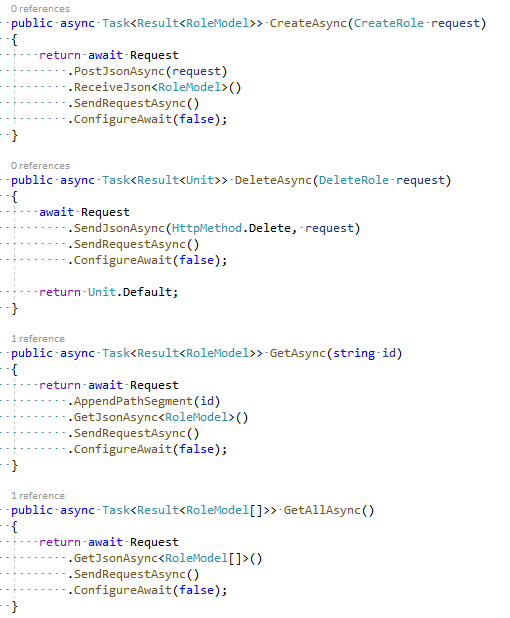 0 references
public async Task<Result<RoleModel>> CreateAsync(CreateRole request)
{
return await Request
.PostJsonAsync(request)
.ReceiveJson<RoleModel>()
.SendRequestAsync()
.ConfigureAwait(false);
}
0 references
public async Task<Result<Unit>> DeleteAsync(DeleteRole request)
{
await Request
.SendJsonAsync(HttpMethod.Delete, request)
.SendRequestAsync()
.ConfigureAwait(false);
return Unit.Default;
}
1 reference
public async Task<Result<RoleModel>> GetAsync(string id)
{
return await Request
.AppendPathSegment(id)
.GetJsonAsync<RoleModel>()
.SendRequestAsync()
.ConfigureAwait(false);
}
1 reference
public async Task<Result<RoleModel[]>> GetAllAsync()
{
return await Request
.GetJsonAsync<RoleModel[]>()
.SendRequestAsync()
.ConfigureAwait(false);
}